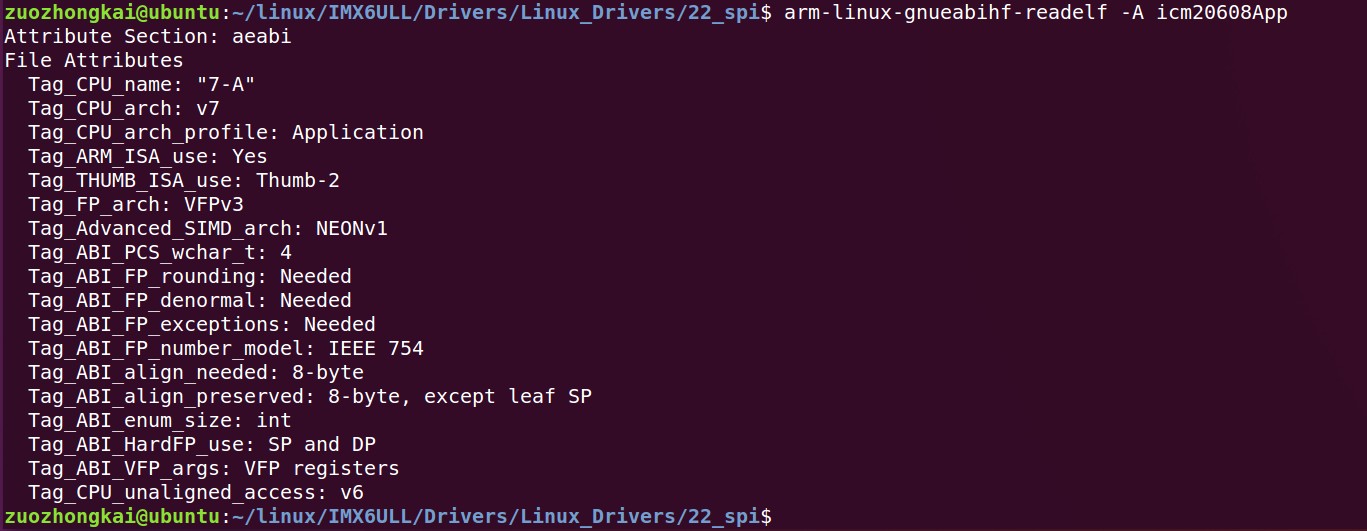 zuozhongkai@ubuntu:~/linux/IMX6ULL/Drivers/Linux_Drivers/22_spi$ arm-linux-gnueabihf-readelf -A icm20608App
Attribute Section: aeabi
File Attributes
  Tag_CPU_name: "7-A"
  Tag_CPU_arch: v7
  Tag_CPU_arch_profile: Application
  Tag_ARM_ISA_use: Yes
  Tag_THUMB_ISA_use: Thumb-2
  Tag_FP_arch: VFPv3
  Tag_Advanced_SIMD_arch: NEONv1
  Tag_ABI_PCS_wchar_t: 4
  Tag_ABI_FP_rounding: Needed
  Tag_ABI_FP_denormal: Needed
  Tag_ABI_FP_exceptions: Needed
  Tag_ABI_FP_number_model: IEEE 754
  Tag_ABI_align_needed: 8-byte
  Tag_ABI_align_preserved: 8-byte, except leaf SP
  Tag_ABI_enum_size: int
  Tag_ABI_HardFP_use: SP and DP
  Tag_ABI_VFP_args: VFP registers
  Tag_CPU_unaligned_access: v6
zuozhongkai@ubuntu:~/linux/IMX6ULL/Drivers/Linux_Drivers/22_spi$